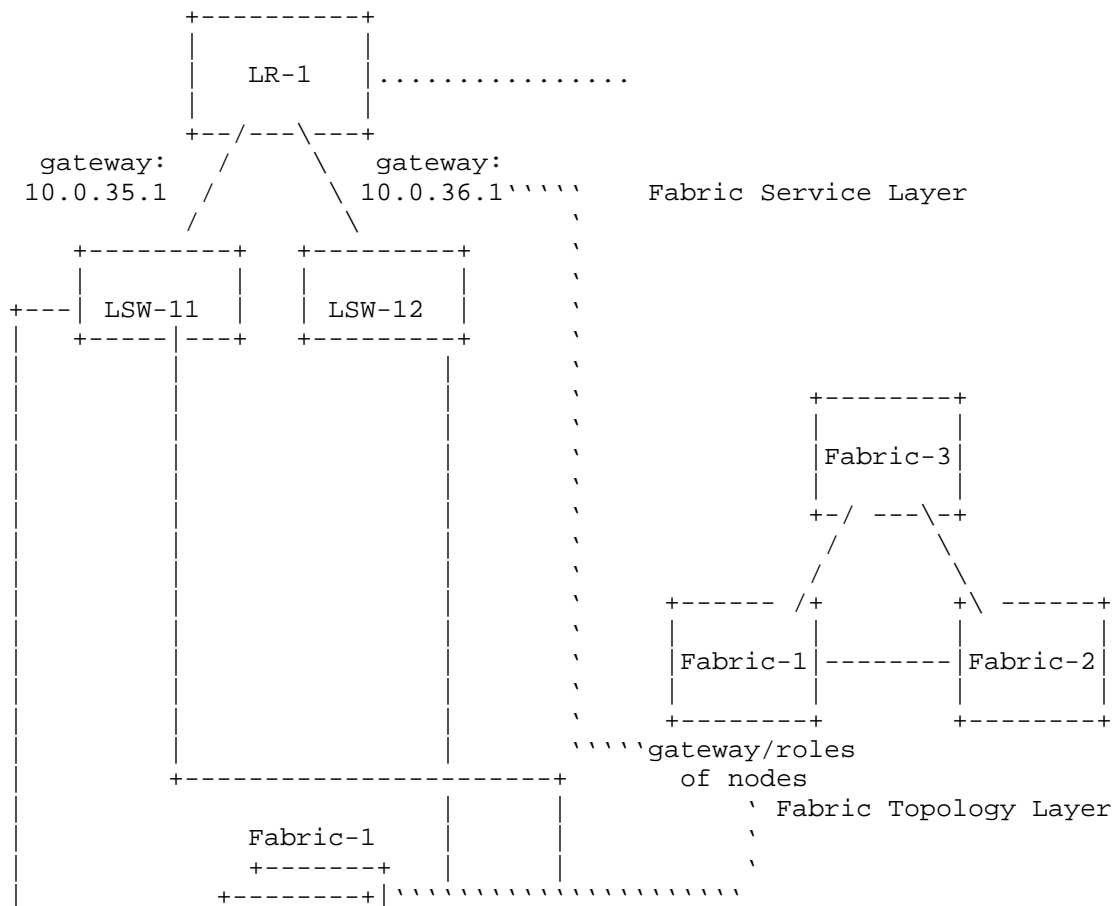 LR-1
gateway: gateway:
10.0.35.1 10.0.36.1 Fabric Service Layer
LSW-11 LSW-12
Fabric-3
Fabric-1 Fabric-2
gateway/roles
of nodes
Fabric Topology Layer
Fabric-1